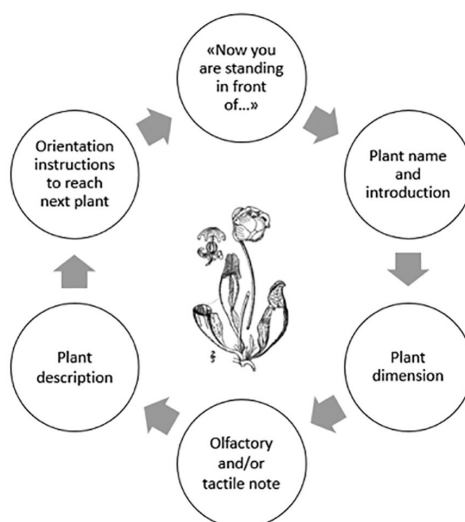 «Now you
are standing
in front
of...»
Plant name
and
introduction
Plant
dimension
Olfactory
and/or
tactile note
Plant
description
Orientation
instructions
to reach
next plant